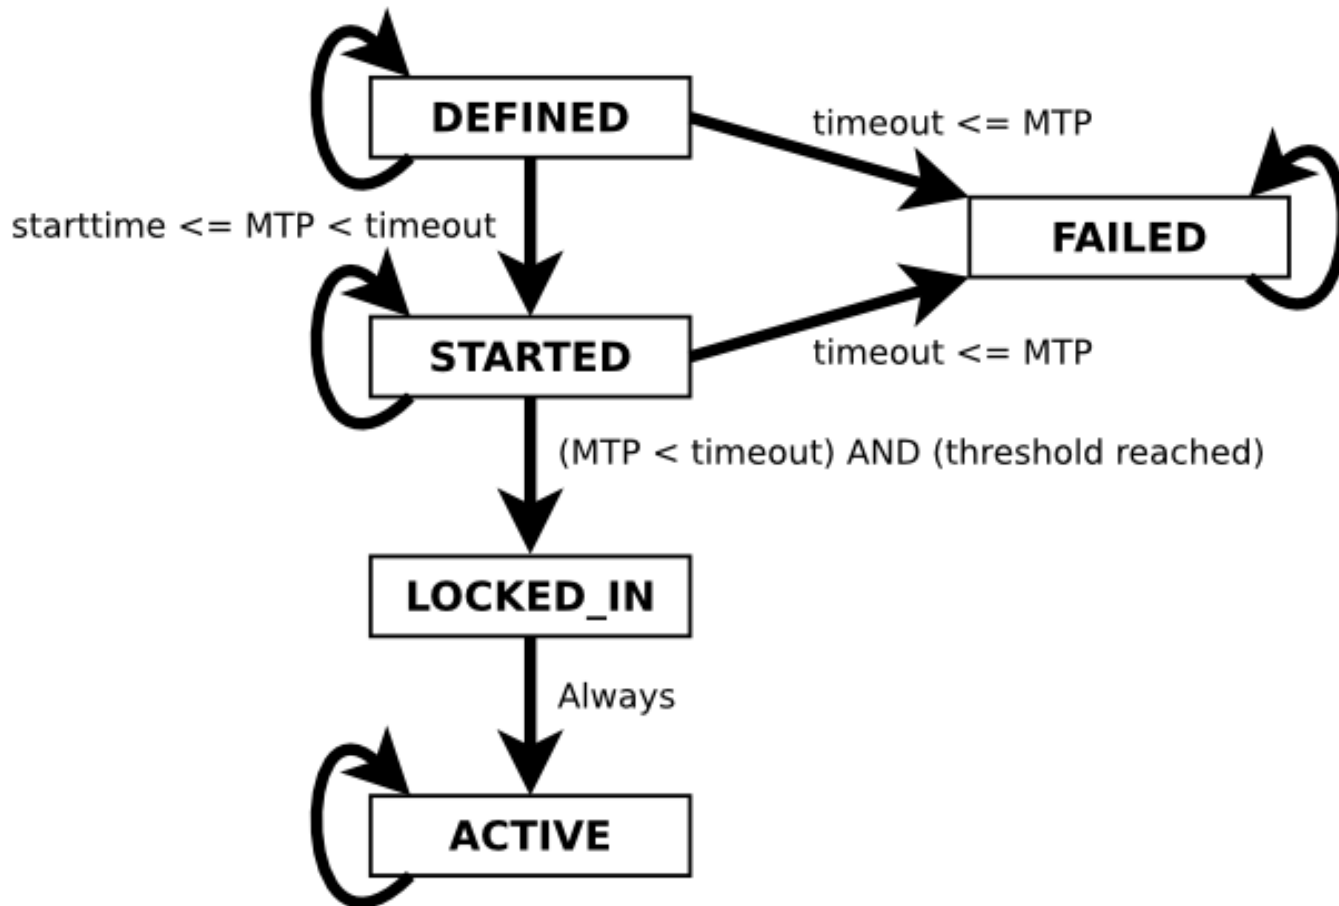 DEFINED
timeout <= MTP
starttime <= MTP < timeout
FAILED
STARTED
timeout <= MTP
(MTP < timeout) AND (threshold reached)
LOCKED_IN
Always
ACTIVE